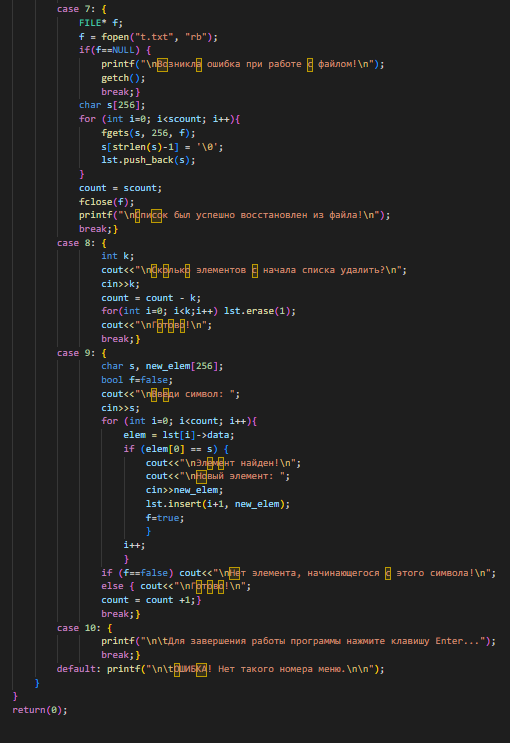 case 7: {
FILE* f;
f = fopen("t.txt", "rb");
if(f==NULL) {
printf("\nВозникла ошибка при работе с файлом!\n");
getch();
break;}
char s[256];
for (int i=0; i<scount; i++){
fgets(s, 256, f);
s[strlen(s)-1] = '\0';
lst.push_back(s);
}
count = scount;
fclose(f);
printf("\nСписок был успешно восстановлен из файла!\n");
break;}
case 8: {
int k;
cout<<"\nСколько элементов с начала списка удалить?\n";
cin>>k;
count = count - k;
for(int i=0; i<k;i++) lst.erase(1);
cout<<"\nГотово!\n";
break;}
case 9: {
char s, new_elem[256];
bool f=false;
cout<<"\nВведи символ: ";
cin>>s;
for (int i=0; i<count; i++){
elem = lst[i]->data;
if (elem[0] == s) {
cout<<"\nЭлемент найден!\n";
cout<<"\nНовый элемент: ";
cin>>new_elem;
lst.insert(i+1, new_elem);
f=true;
}
i++;
}
if (f==false) cout<<"\nНет элемента, начинающегося с этого символа!\n";
else { cout<<"\nГотово!\n";
count = count +1;}
break;}
case 10: {
printf("\n\tДля завершения работы программы нажмите клавишу Enter...");
break;}
default: printf("\n\tОШИБКА! Нет такого номера меню.\n\n");
}
}
return(0);